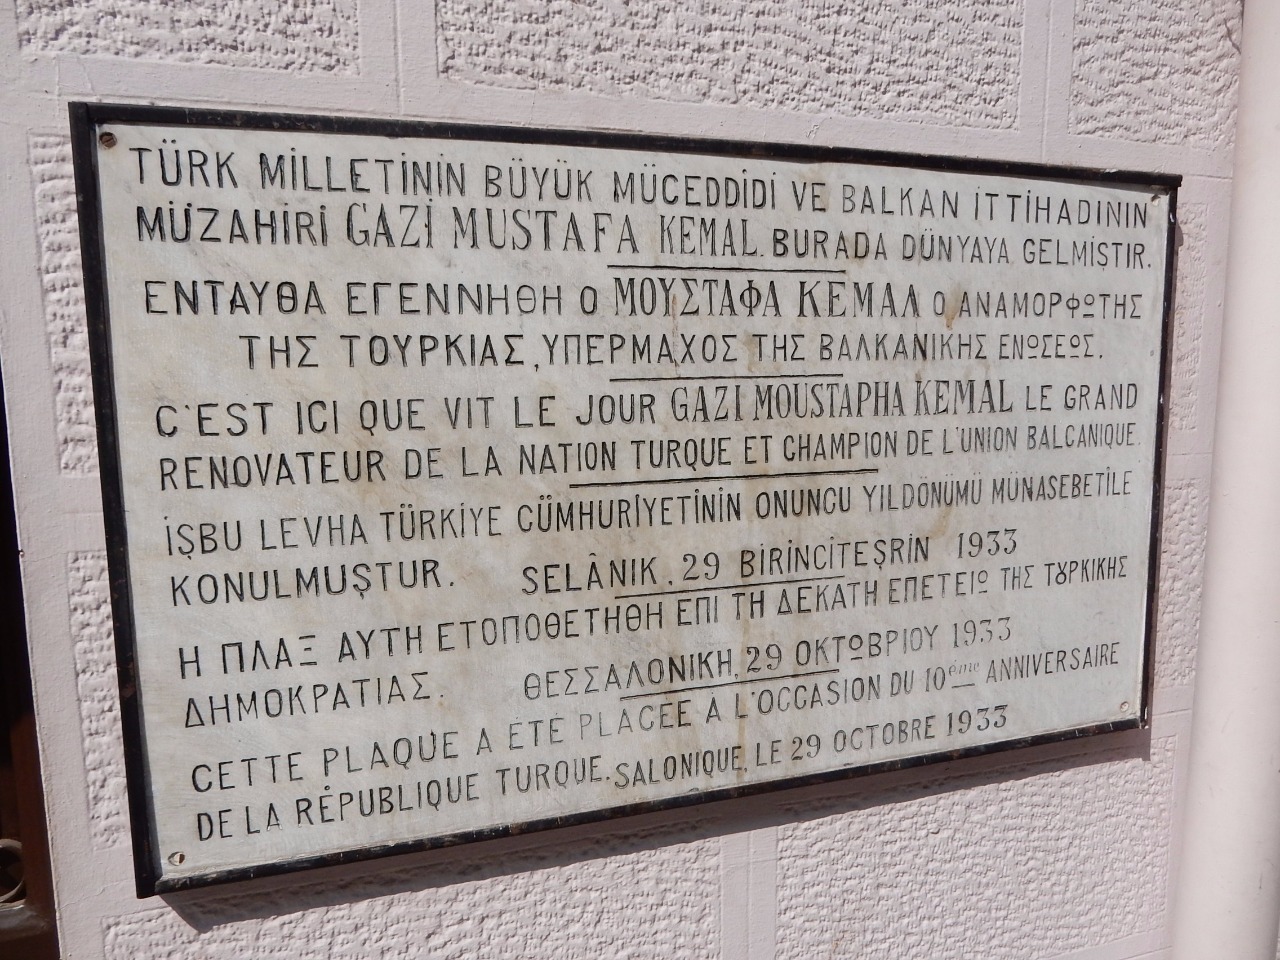 TÜRK MİLLETİNİN BÜYÜK MÜCEDDİDİ VE BALKAN İTTİHADININ
MÜZAHİRİ GAZİ MUSTAFA KEMAL BURADA DÜNYAYA GELMİŞTIR.
ΕΝΤΑΥΘΑ ΕΓΕΝΝΗΘΗ Ο ΜΟΥΣΤΑΦΑ ΚΕΜΑΛ Ο ΑΝΑΜΟΡΦΩΤΗΣ
ΤΗΣ ΤΟΥΡΚΙΑΣ, ΥΠΕΡΜΑΧΟΣ ΤΗΣ ΒΑΛΚΑΝΙΚΗΣ ΕΝΩΣΕΩΣ.
C'EST ICI QUE VIT LE JOUR GAZI MOUSTAPHA KEMAL LE GRAND
RENOVATEUR DE LA NATION TURQUE ET CHAMPION DE L'UNION BALCANIQUE.
İŞBU LEVHA TÜRKİYE CÜMHURİYETİNİN ONUNCU YILDÖNÜMÜ MÜNASEBETİLE
KONULMUŞTUR. SELÂNIK. 29 BİRİNCİTEŞRİN 1933
Η ΠΛΑΞ ΑΥΤΗ ΕΤΟΠΟΘΕΤΗΘΗ ΕΠΙ ΤΗ ΔΕΚΑΤΗ ΕΠΕΤΕΙΩ ΤΗΣ ΤȢΡΚΙΚΗΣ
ΔΗΜΟΚΡΑΤΙΑΣ. ΘΕΣΣΑΛΟΝΙΚΗ, 29 ΟΚΤΩΒΡΙΟΥ 1933
CETTE PLAQUE A ÉTÉ PLACÉE A L'OCCASION DU 10ème ANNIVERSAIRE
DE LA RÉPUBLIQUE TURQUE. SALONIQUE, LE 29 OCTOBRE 1933